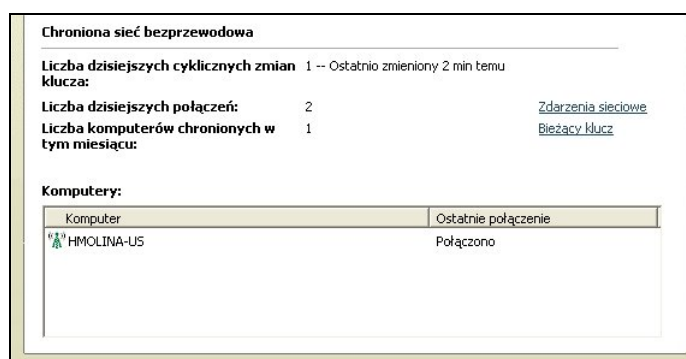 Chroniona sieć bezprzewodowa
Liczba dzisiejszych cyklicznych zmian klucza: 1 -- Ostatnio zmieniony 2 min temu
Liczba dzisiejszych połączeń: 2 Zdarzenia sieciowe
Liczba komputerów chronionych w tym miesiącu: 1 Bieżący klucz
Komputery:
Komputer Ostatnie połączenie
HMOLINA-US Połączono